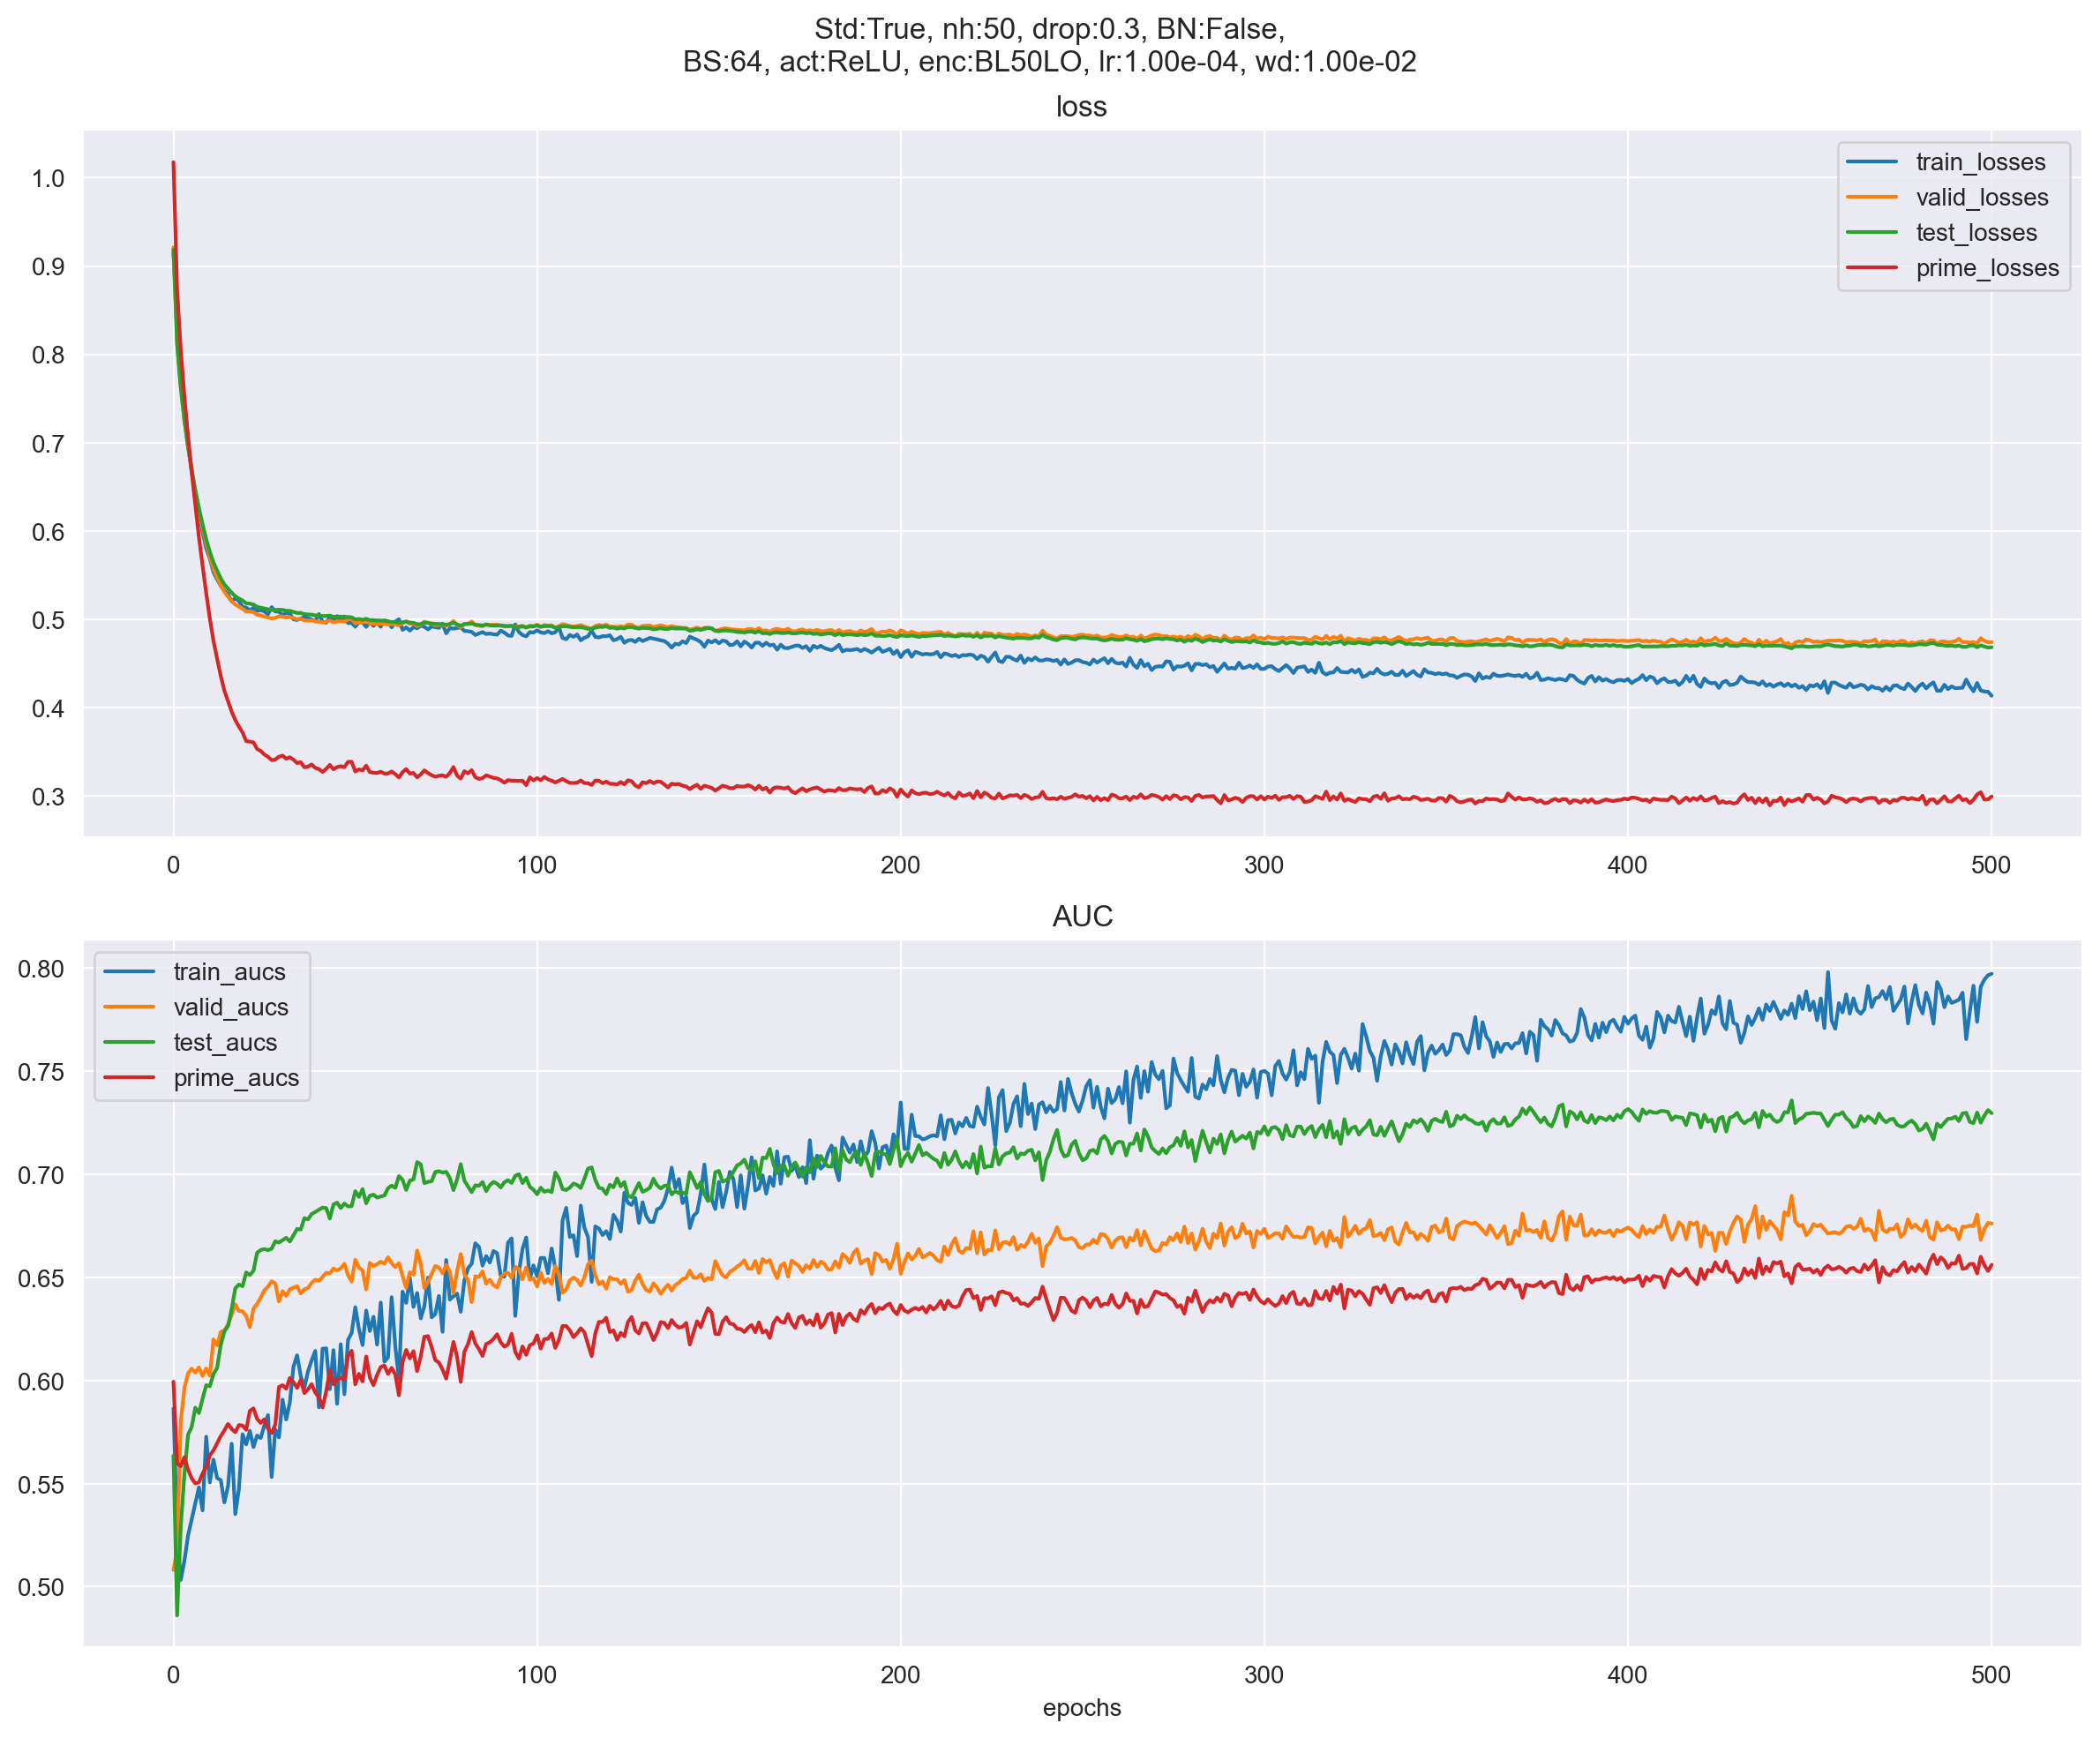 Std:True, nh:50, drop:0.3, BN:False,
BS:64, act:ReLU, enc:BL50LO, lr:1.00e-04, wd:1.00e-02
loss
1.0
0.9
0.8
0.7
0.6
0.5
0.4
0.3
train_losses
valid_losses
test_losses
prime_losses
0 100 200 300 400 500
AUC
0.80
0.75
0.70
0.65
0.60
0.55
0.50
train_aucs
valid_aucs
test_aucs
prime_aucs
0 100 200 300 400 500
epochs